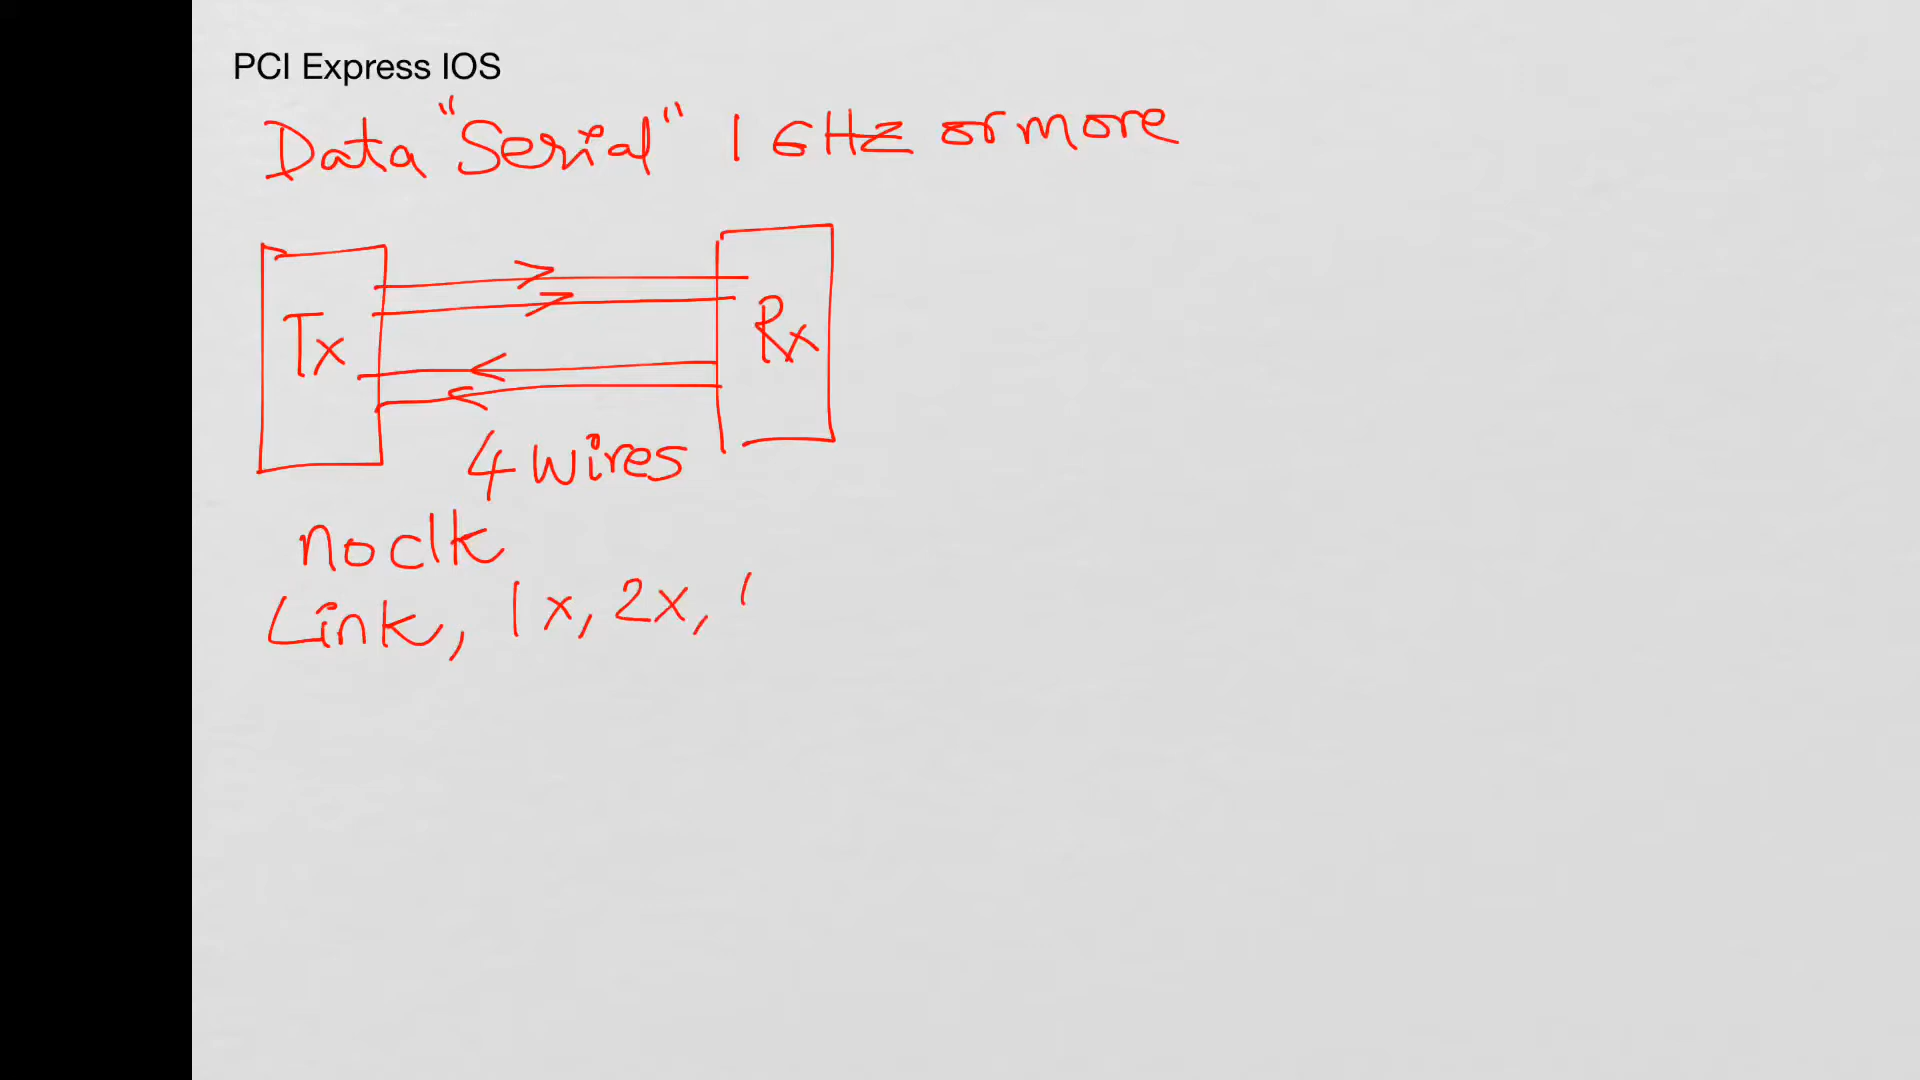 PCI Express IOS
Data "Serial" 1 GHz or more
Tx
Rx
4 wires
no clk
Link, 1x, 2x,